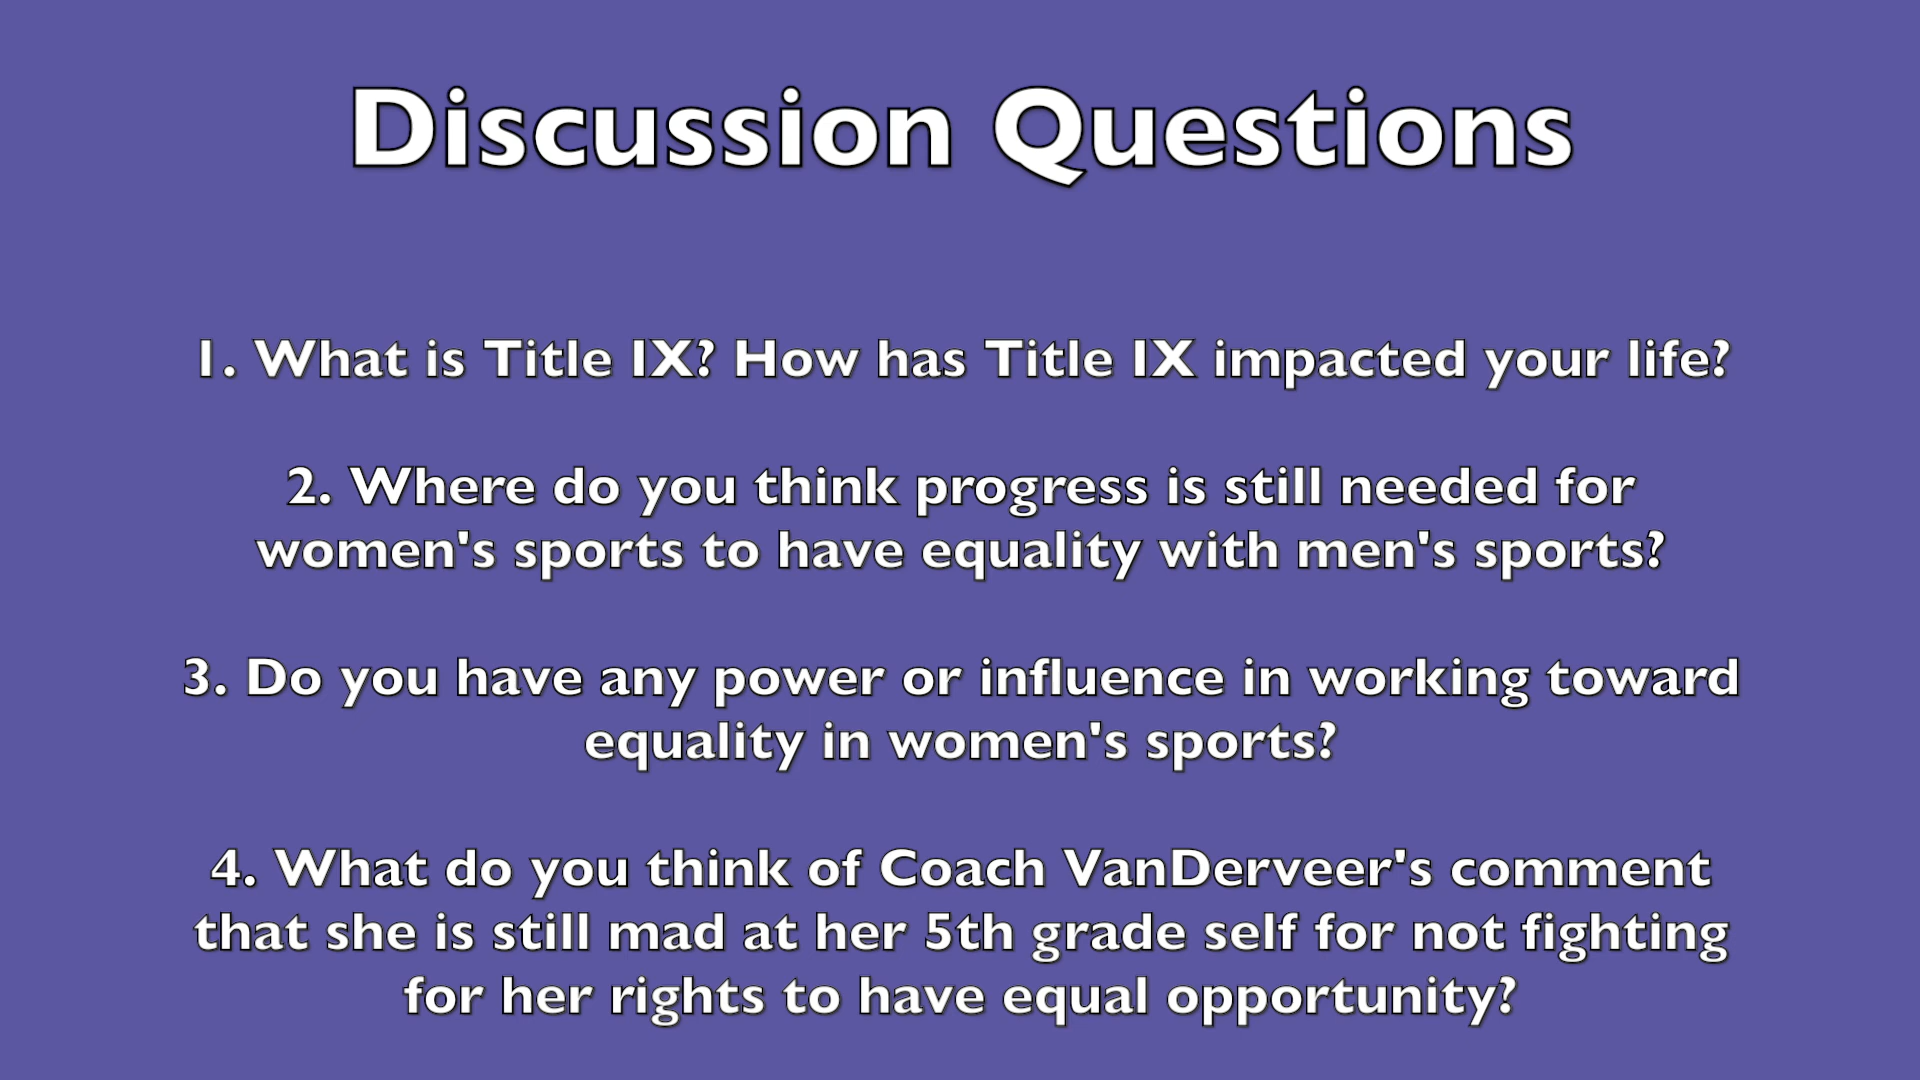 Discussion Questions
1. What is Title IX? How has Title IX impacted your life?
2. Where do you think progress is still needed for
women's sports to have equality with men's sports?
3. Do you have any power or influence in working toward
equality in women's sports?
4. What do you think of Coach VanDerveer's comment
that she is still mad at her 5th grade self for not fighting
for her rights to have equal opportunity?